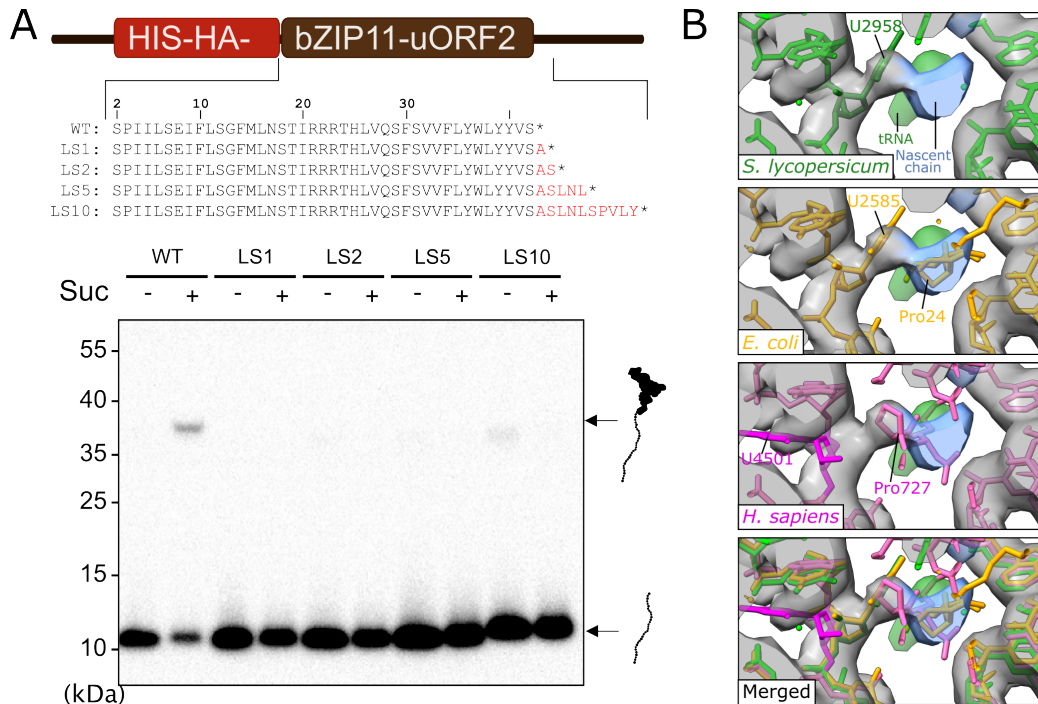 A
HIS-HA-
bZIP11-uORF2
2 10 20 30
WT: SPIILSEIFLSGFMLNSTIRRRTHLVQSFSVVFLYWLYYVS*
LS1: SPIILSEIFLSGFMLNSTIRRRTHLVQSFSVVFLYWLYYVSA*
LS2: SPIILSEIFLSGFMLNSTIRRRTHLVQSFSVVFLYWLYYVSAS*
LS5: SPIILSEIFLSGFMLNSTIRRRTHLVQSFSVVFLYWLYYVSASLNL*
LS10: SPIILSEIFLSGFMLNSTIRRRTHLVQSFSVVFLYWLYYVSASLNLSPVLY*
WT LS1 LS2 LS5 LS10
Suc - + - + - + - + - +
55
40
35
25
15
10
(kDa)
B
U2958
tRNA
Nascent
chain
S. lycopersicum
U2585
Pro24
E. coli
U4501
Pro727
H. sapiens
Merged